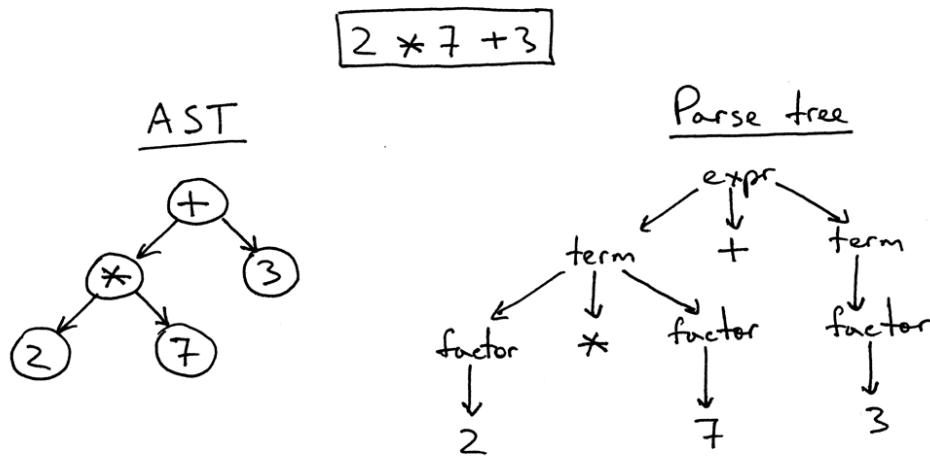 2 * 7 + 3
AST
Parse tree
+
* 3
2 7
expr
term + term
factor * factor factor
2 7 3